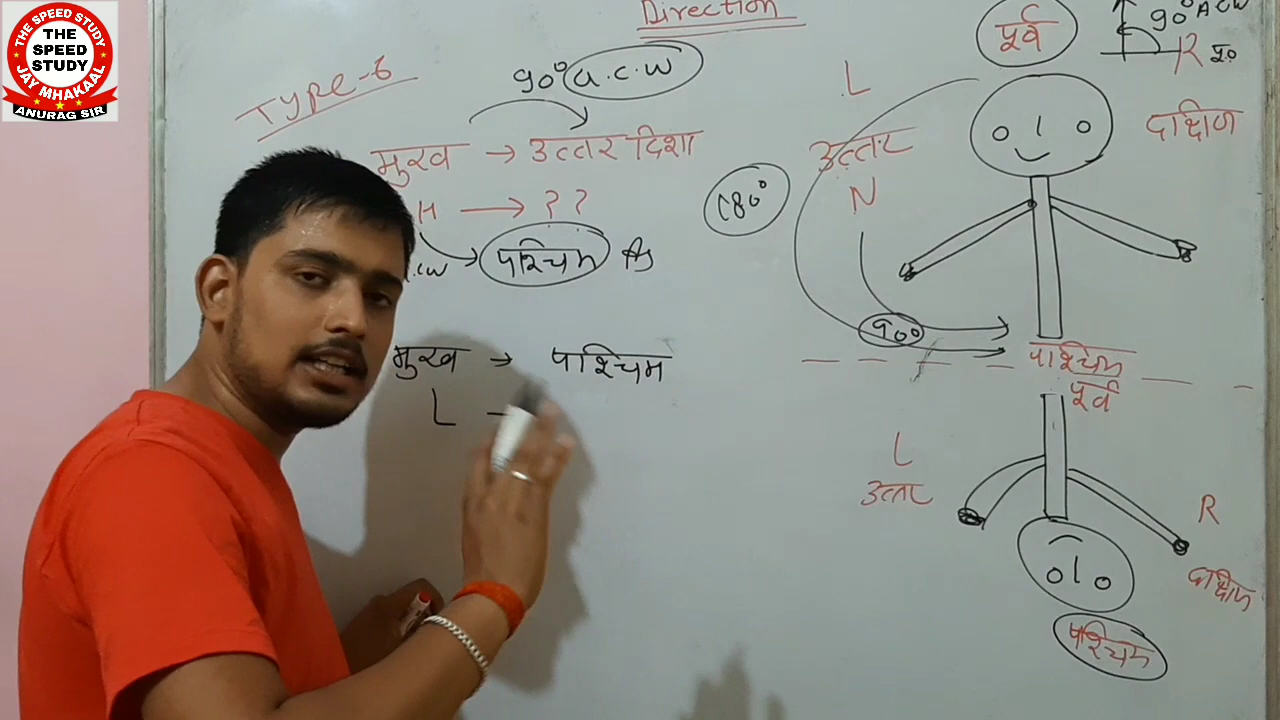 THE SPEED STUDY
THE
SPEED
STUDY
JAY MHAKAAL
ANURAG SIR
Direction
Type-6
90° a.c.w
मुख → उत्तर दिशा
→ ??
.cw पश्चिम
मुख → पश्चिम
L
पूर्व
90° A C W
R
L
उत्तर
N
दक्षिण
180°
90°
पश्चिम
पूर्व
L
उत्तर
R
दक्षिण
पश्चिम